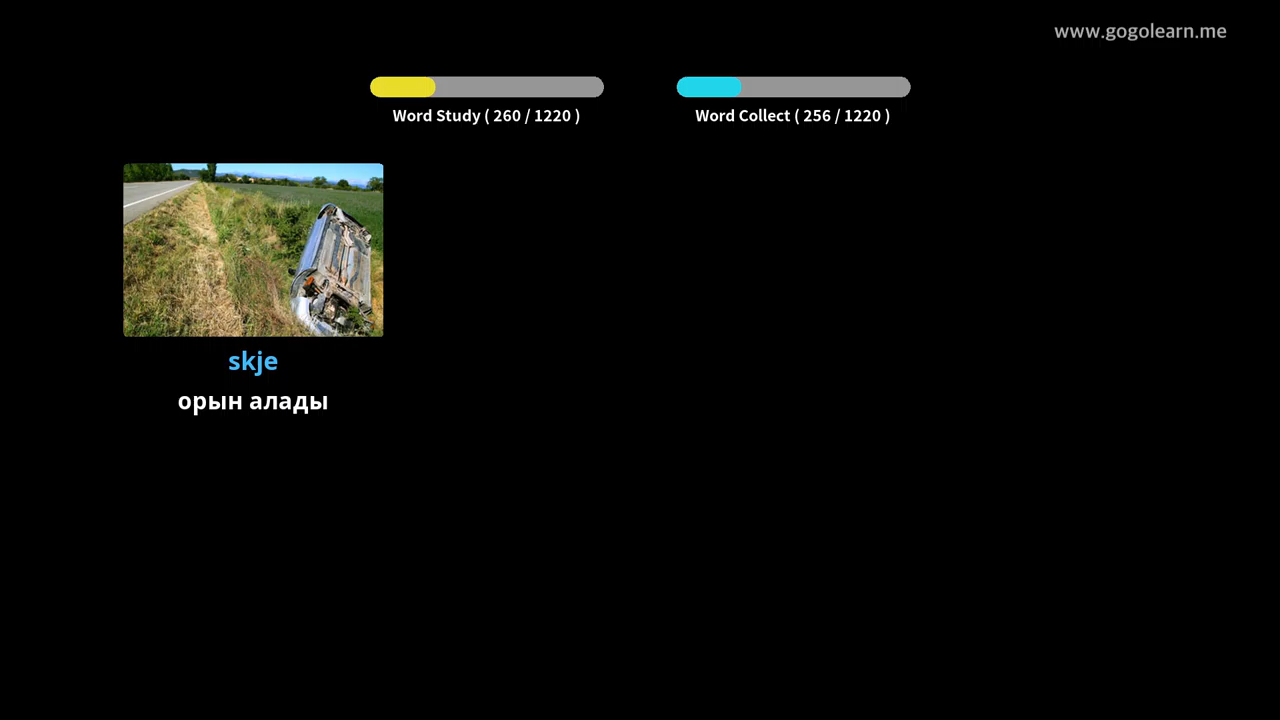 www.gogolearn.me
Word Study ( 260 / 1220 )
Word Collect ( 256 / 1220 )
skje
орын алады